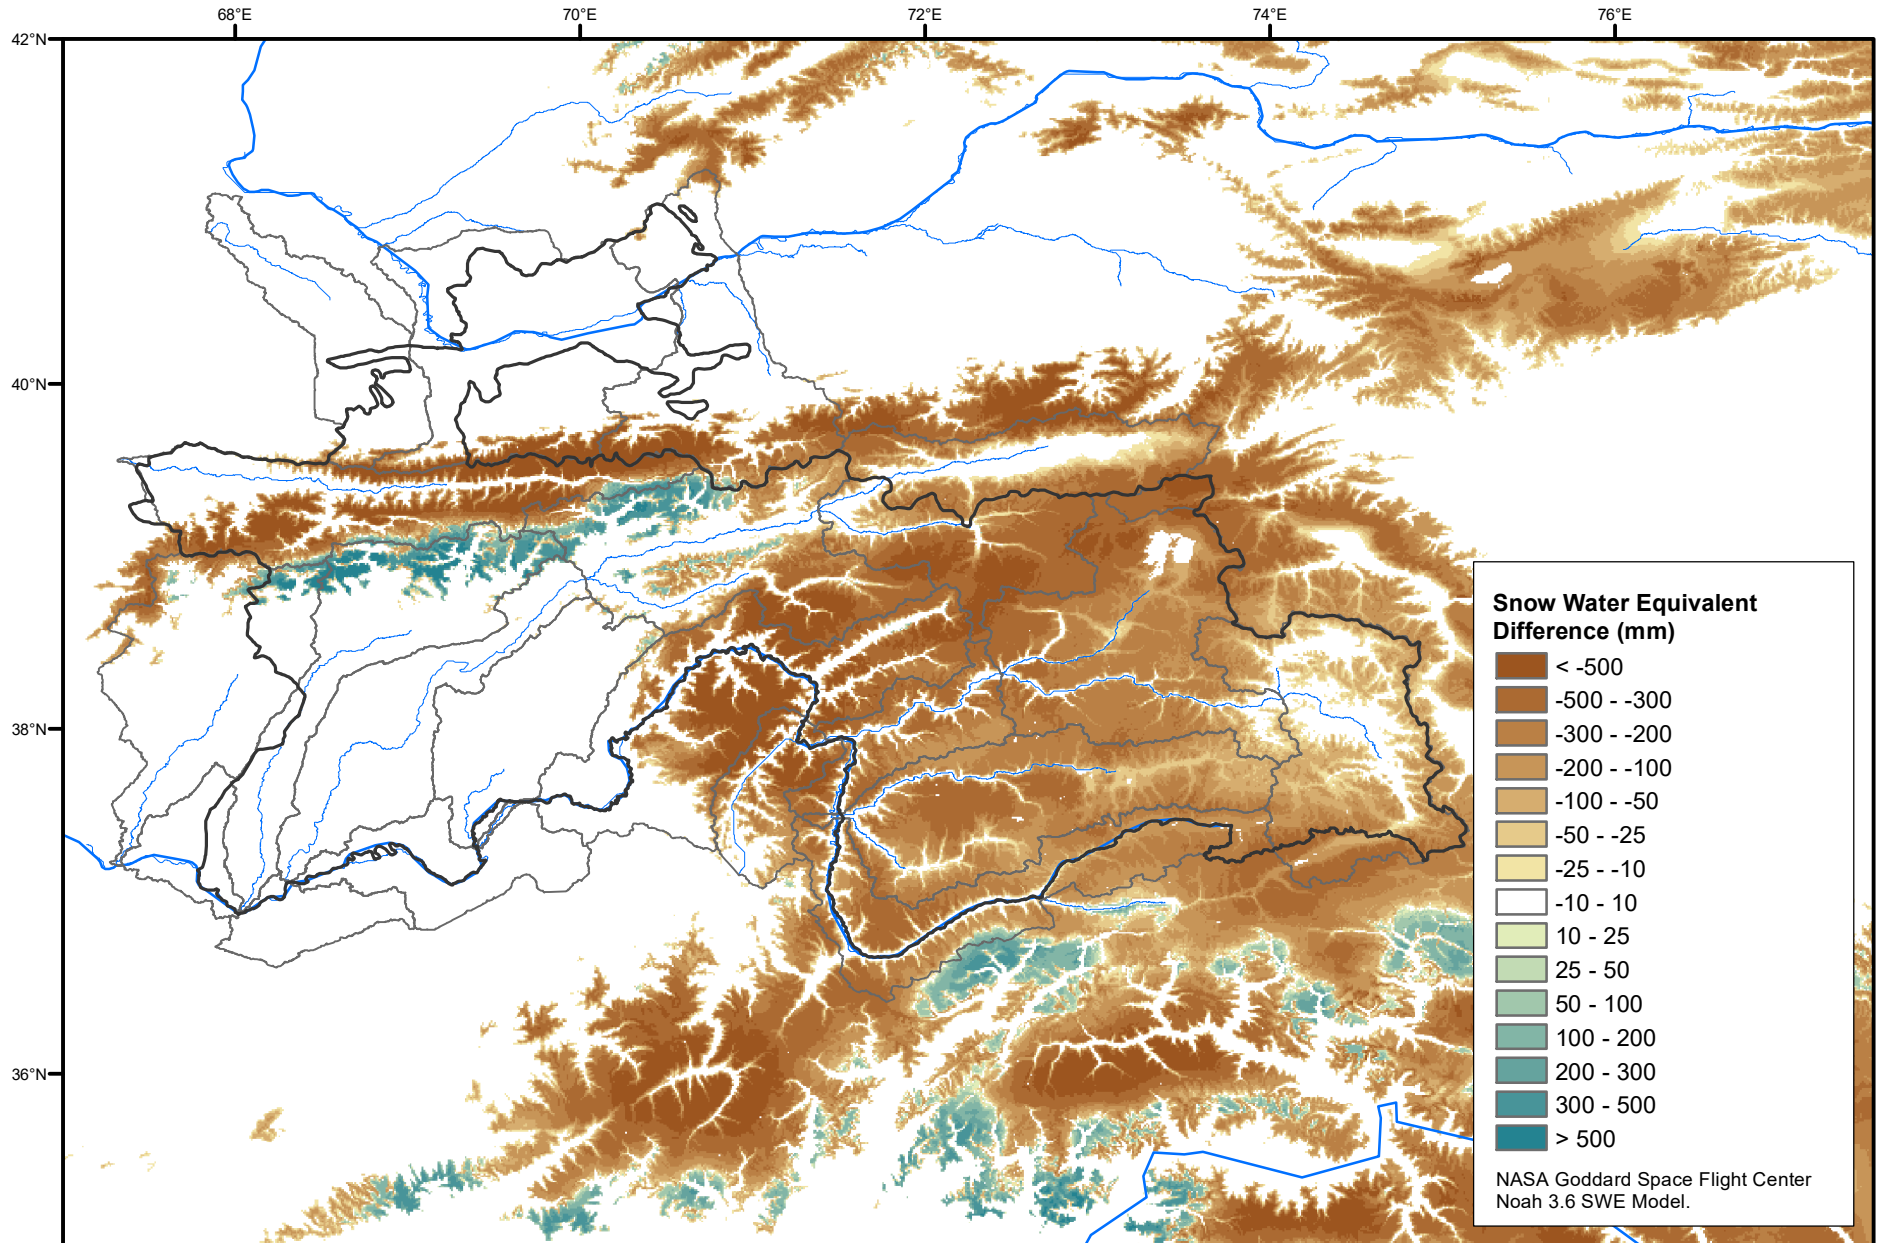 68°E
70°E
72°E
74°E
76°E
42°N
40°N
38°N
36°N
Snow Water Equivalent
Difference (mm)
< -500
-500 - -300
-300 - -200
-200 - -100
-100 - -50
-50 - -25
-25 - -10
-10 - 10
10 - 25
25 - 50
50 - 100
100 - 200
200 - 300
300 - 500
> 500
NASA Goddard Space Flight Center
Noah 3.6 SWE Model.